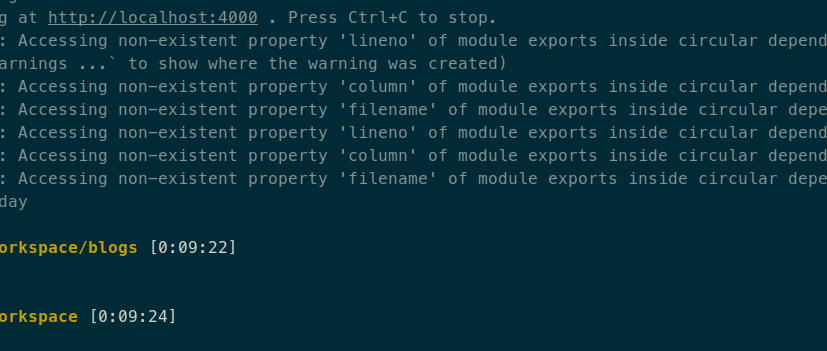 g at http://localhost:4000 . Press Ctrl+C to stop.
: Accessing non-existent property 'lineno' of module exports inside circular depend
arnings ...` to show where the warning was created)
: Accessing non-existent property 'column' of module exports inside circular depend
: Accessing non-existent property 'filename' of module exports inside circular depe
: Accessing non-existent property 'lineno' of module exports inside circular depend
: Accessing non-existent property 'column' of module exports inside circular depend
: Accessing non-existent property 'filename' of module exports inside circular depe
day
orkspace/blogs [0:09:22]
orkspace [0:09:24]